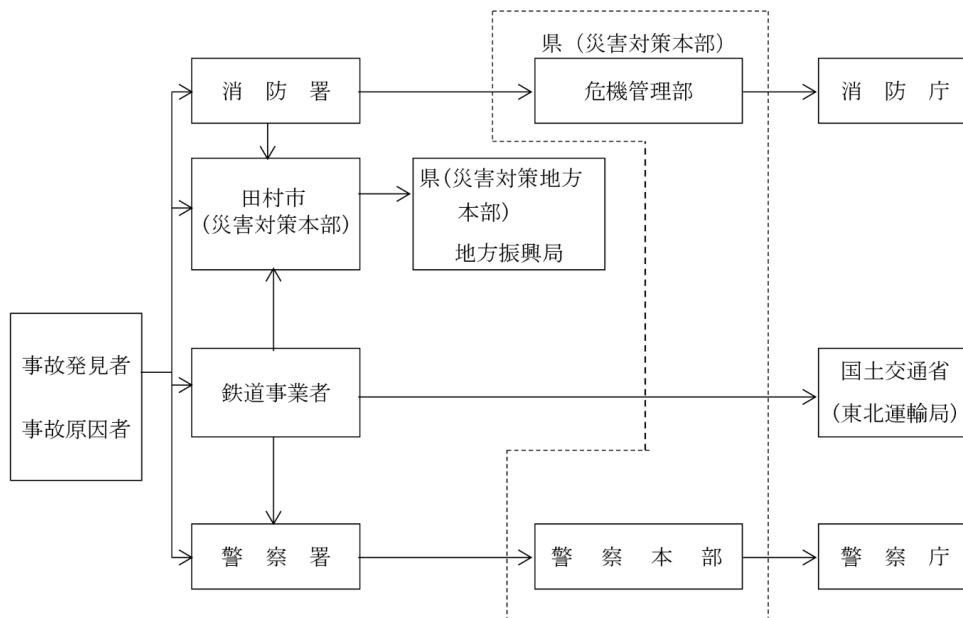 県（災害対策本部）
消防署
危機管理部
消防庁
田村市
（災害対策本部）
県（災害対策地方
本部）
地方振興局
事故発見者
事故原因者
鉄道事業者
国土交通省
（東北運輸局）
警察署
警察本部
警察庁